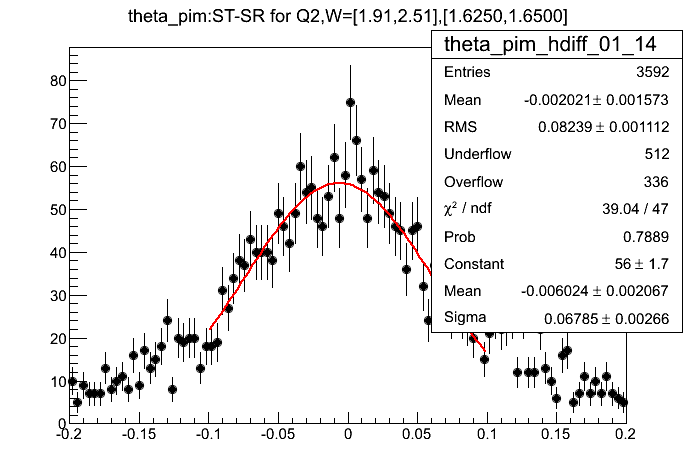 theta_pim:ST-SR for Q2,W=[1.91,2.51],[1.6250,1.6500]
theta_pim_hdiff_01_14
Entries 3592
Mean -0.002021 ± 0.001573
RMS 0.08239 ± 0.001112
Underflow 512
Overflow 336
χ² / ndf 39.04 / 47
Prob 0.7889
Constant 56 ± 1.7
Mean -0.006024 ± 0.002067
Sigma 0.06785 ± 0.00266
80
70
60
50
40
30
20
10
0
-0.2 -0.15 -0.1 -0.05 0 0.05 0.1 0.15 0.2